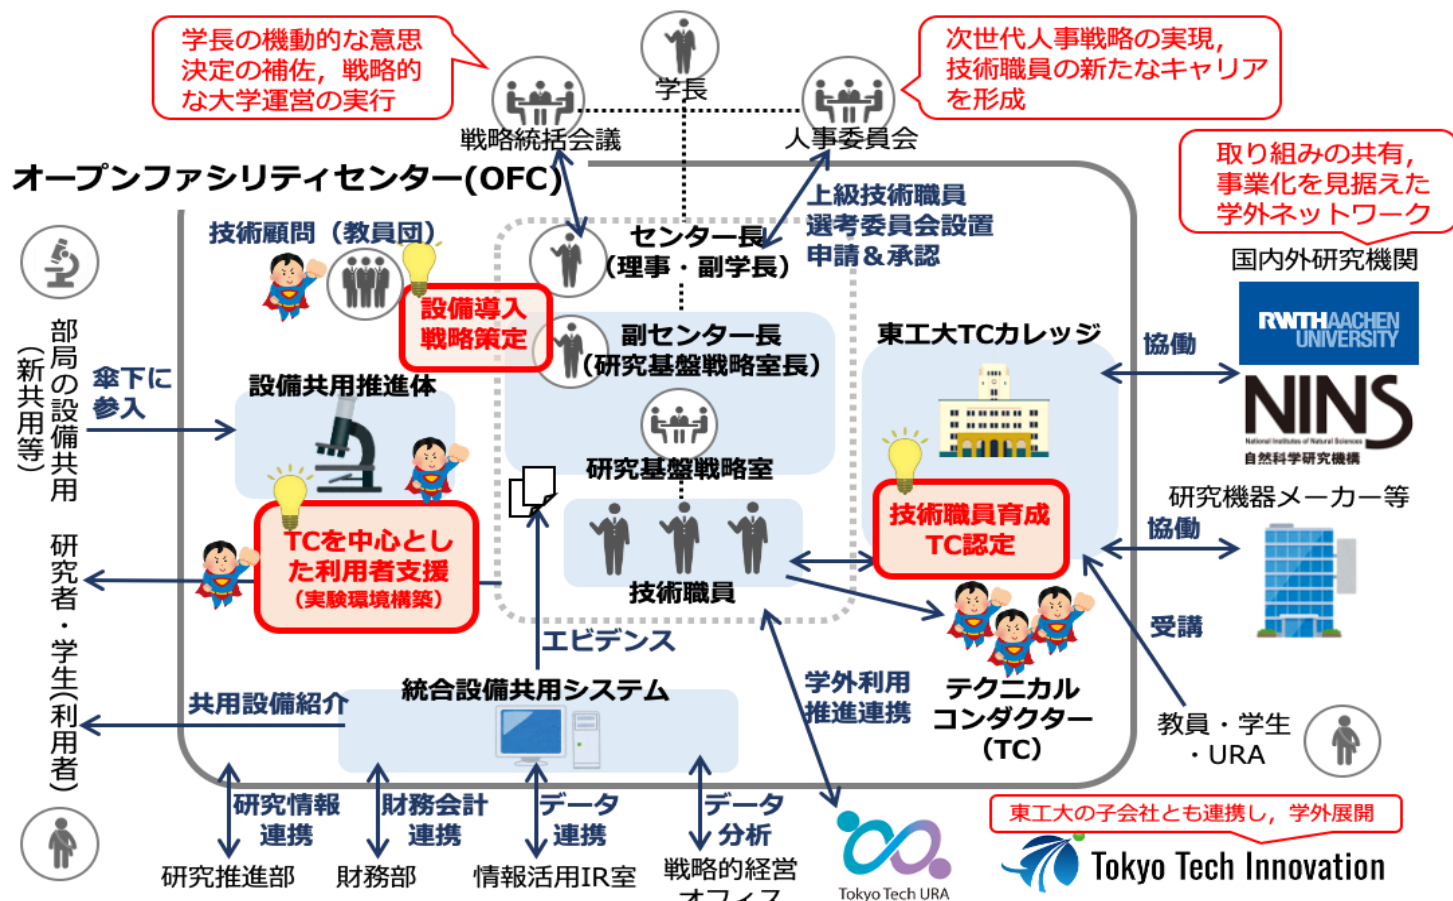 学長の機動的な意思
決定の補佐，戦略的
な大学運営の実行
学長
次世代人事戦略の実現，
技術職員の新たなキャリア
を形成
戦略統括会議
人事委員会
取り組みの共有，
事業化を見据えた
学外ネットワーク
オープンファシリティセンター(OFC)
上級技術職員
選考委員会設置
申請＆承認
技術顧問（教員団）
センター長
（理事・副学長）
国内外研究機関
RWTHAACHEN
UNIVERSITY
設備導入
戦略策定
副センター長
（研究基盤戦略室長）
東工大TCカレッジ
協働
部局の設備共用
（新共用等）
傘下に
参入
設備共用推進体
NINS
National Institutes of Natural Sciences
自然科学研究機構
研究基盤戦略室
研究機器メーカー等
TCを中心とし
た利用者支援
（実験環境構築）
技術職員育成
TC認定
協働
研究者・学生(利用者)
技術職員
エビデンス
受講
統合設備共用システム
共用設備紹介
学外利用
推進連携
テクニカル
コンダクター
（TC）
教員・学生
・URA
研究情報
連携
財務会計
連携
データ
連携
データ
分析
東工大の子会社とも連携し，学外展開
研究推進部
財務部
情報活用IR室
戦略的経営
オフィス
Tokyo Tech URA
Tokyo Tech Innovation